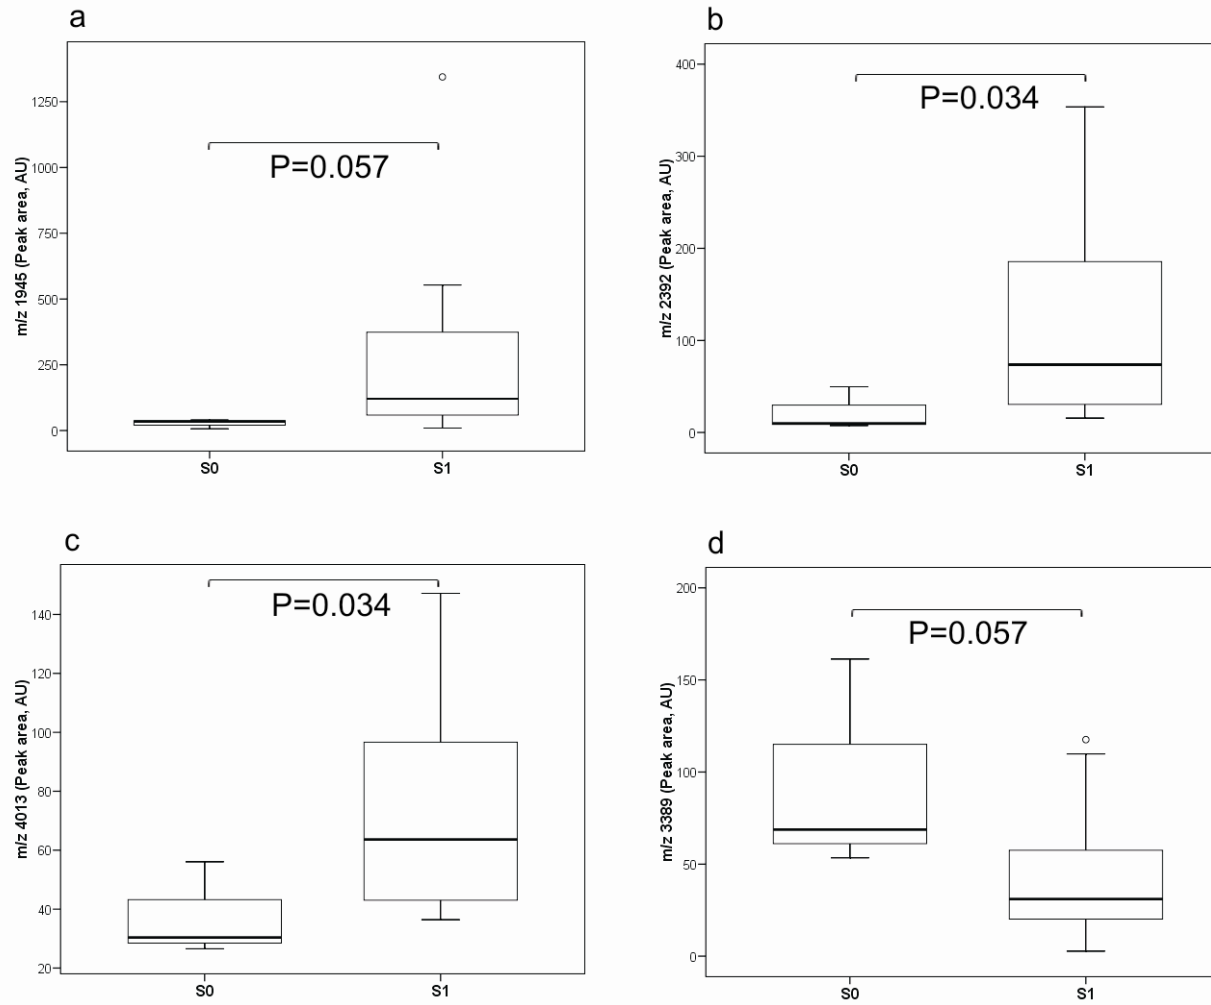 a
m/z 1945 (Peak area, AU)
1250
1000
750
500
250
0
P=0.057
S0 S1
b
m/z 2392 (Peak area, AU)
400
300
200
100
0
P=0.034
S0 S1
c
m/z 4013 (Peak area, AU)
140
120
100
80
60
40
20
P=0.034
S0 S1
d
m/z 3389 (Peak area, AU)
200
150
100
50
0
P=0.057
S0 S1